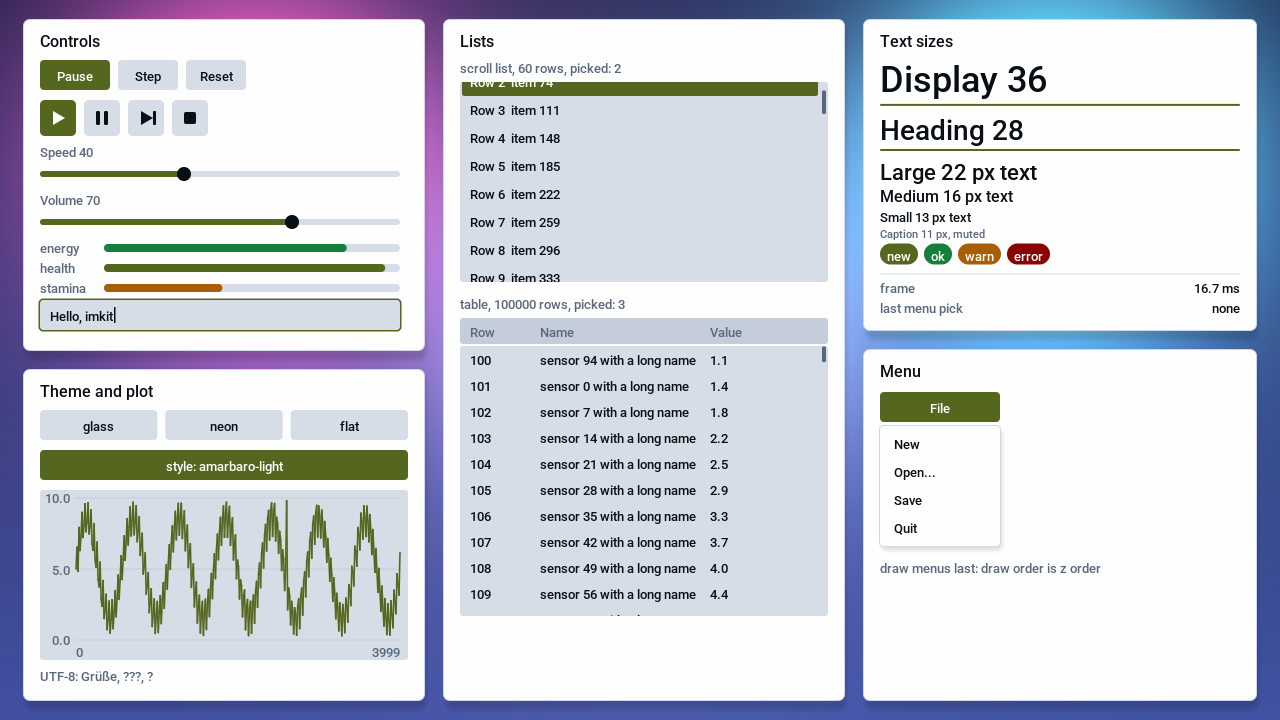 Controls
Pause Step Reset
Speed 40
Volume 70
energy
health
stamina
Hello, imkit
Theme and plot
glass neon flat
style: amarbaro-light
10.0
5.0
0.0
0 3999
UTF-8: Grüße, ???, ?
Lists
scroll list, 60 rows, picked: 2
Row 2 item 74
Row 3 item 111
Row 4 item 148
Row 5 item 185
Row 6 item 222
Row 7 item 259
Row 8 item 296
Row 9 item 333
table, 100000 rows, picked: 3
Row Name Value
100 sensor 94 with a long name 1.1
101 sensor 0 with a long name 1.4
102 sensor 7 with a long name 1.8
103 sensor 14 with a long name 2.2
104 sensor 21 with a long name 2.5
105 sensor 28 with a long name 2.9
106 sensor 35 with a long name 3.3
107 sensor 42 with a long name 3.7
108 sensor 49 with a long name 4.0
109 sensor 56 with a long name 4.4
Text sizes
Display 36
Heading 28
Large 22 px text
Medium 16 px text
Small 13 px text
Caption 11 px, muted
new ok warn error
frame 16.7 ms
last menu pick none
Menu
File
New
Open...
Save
Quit
draw menus last: draw order is z order